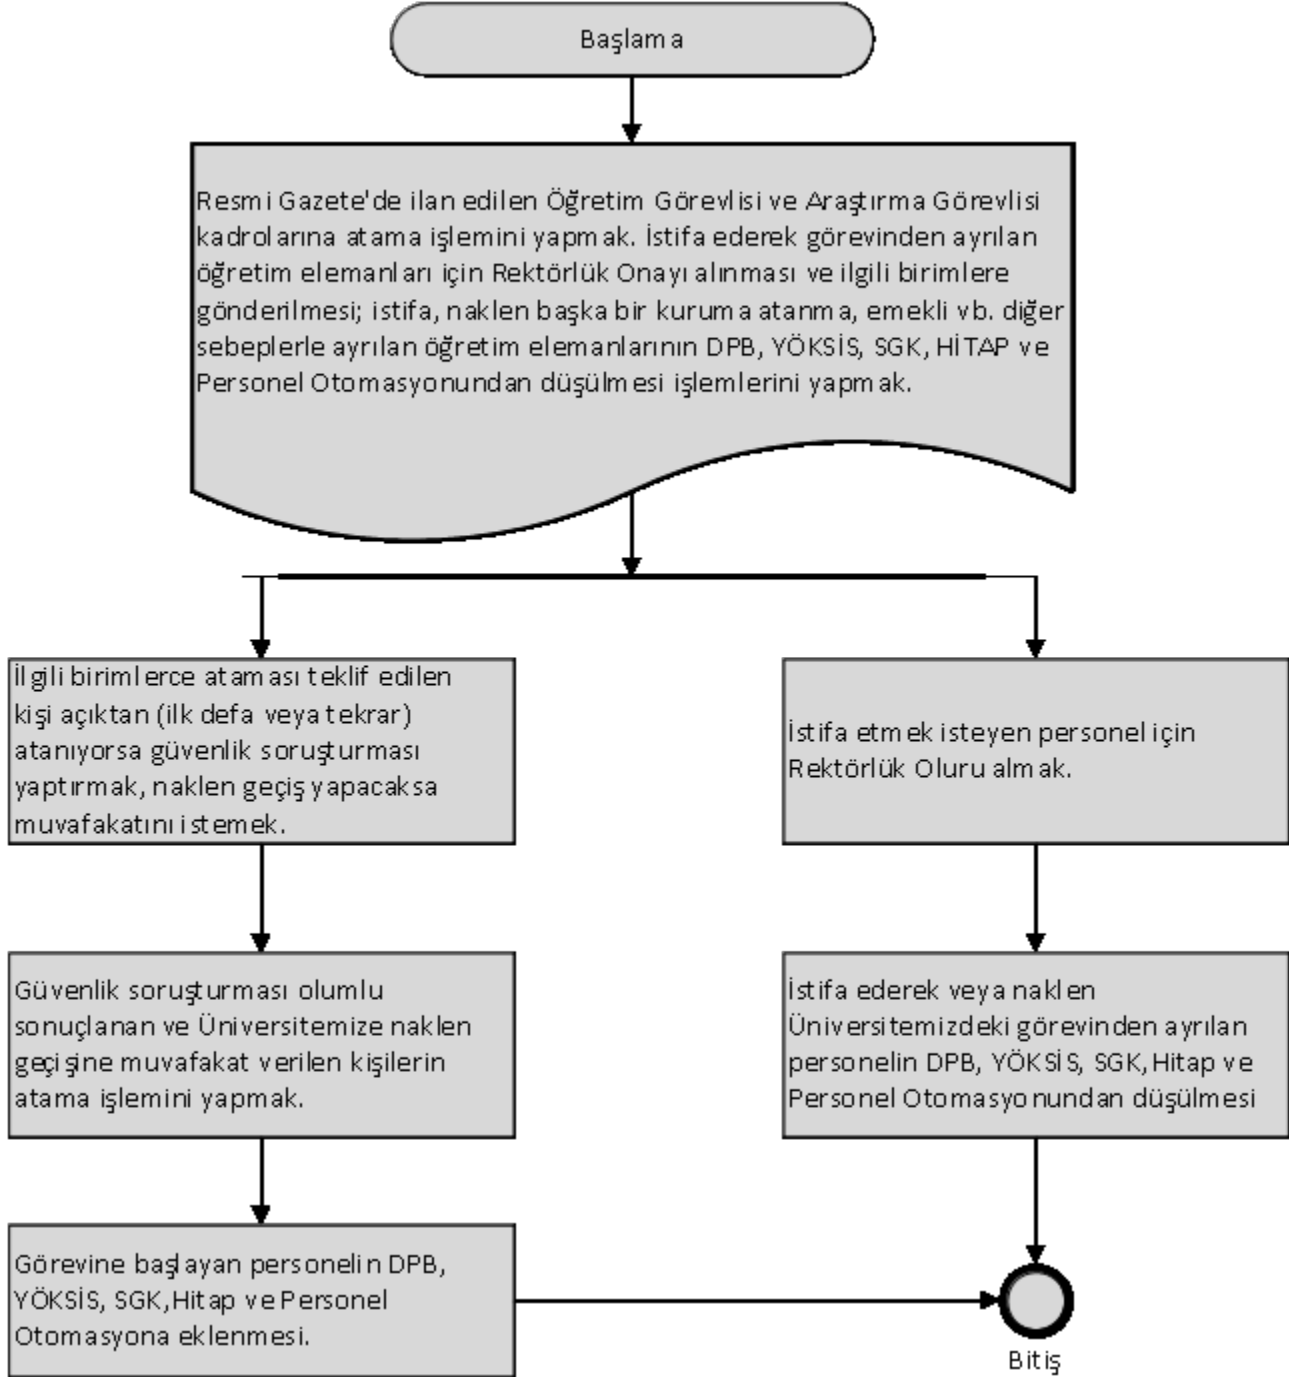 Başlama
Resmi Gazete'de ilan edilen Öğretim Görevlisi ve Araştırma Görevlisi
kadrolarına atama işlemini yapmak. İstifa ederek görevinden ayrılan
öğretim elemanları için Rektörlük Onayı alınması ve ilgili birimlere
gönderilmesi; istifa, naklen başka bir kuruma atanma, emekli vb. diğer
sebeplerle ayrılan öğretim elemanlarının DPB, YÖKSİS, SGK, HİTAP ve
Personel Otomasyonundan düşülmesi işlemlerini yapmak.
İlgili birimlerce ataması teklif edilen
kişi açıktan (ilk defa veya tekrar)
atanıyorsa güvenlik soruşturması
yaptırmak, naklen geçiş yapacaksa
muvafakatını istemek.
İstifa etmek isteyen personel için
Rektörlük Oluru almak.
Güvenlik soruşturması olumlu
sonuçlanan ve Üniversitemize naklen
geçişine muvafakat verilen kişilerin
atama işlemini yapmak.
İstifa ederek veya naklen
Üniversitemizdeki görevinden ayrılan
personelin DPB, YÖKSİS, SGK,Hitap ve
Personel Otomasyonundan düşülmesi
Görevine başlayan personelin DPB,
YÖKSİS, SGK,Hitap ve Personel
Otomasyona eklenmesi.
Bitiş